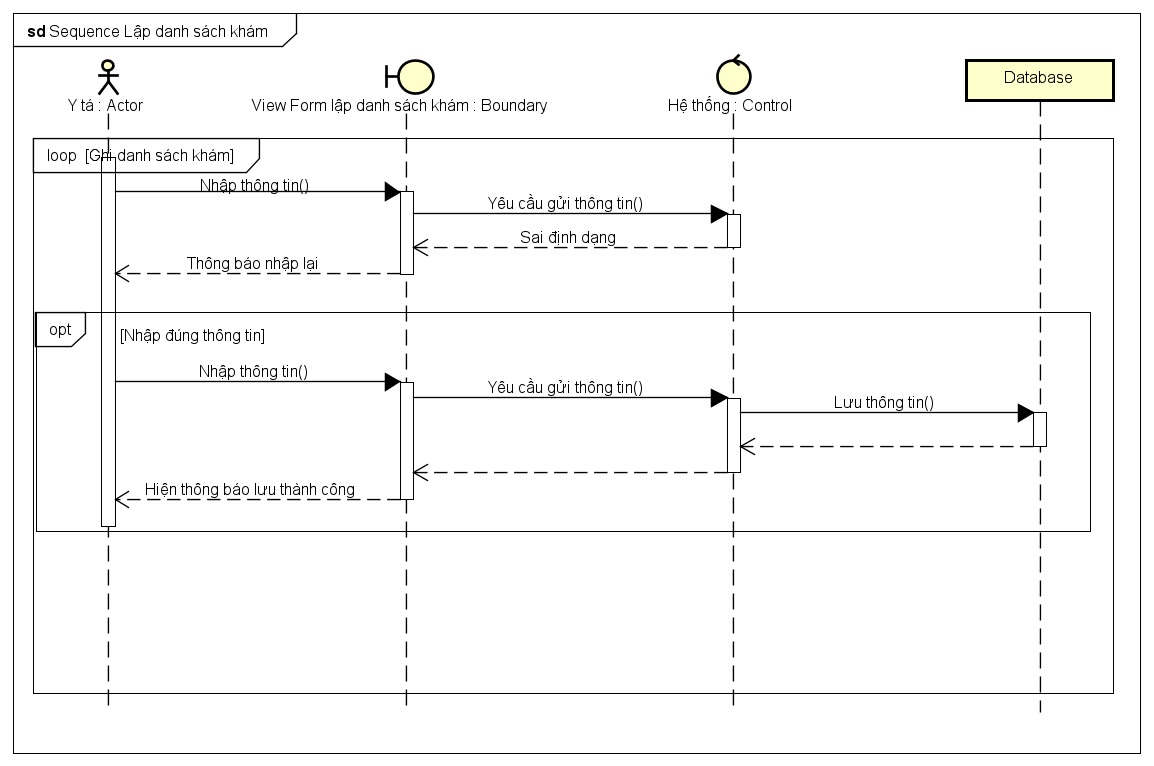 sd Sequence Lập danh sách khám
Y tá : Actor
View Form lập danh sách khám : Boundary
Hệ thống : Control
Database
loop [Ghi danh sách khám]
Nhập thông tin()
Yêu cầu gửi thông tin()
Sai định dạng
Thông báo nhập lại
opt
[Nhập đúng thông tin]
Nhập thông tin()
Yêu cầu gửi thông tin()
Lưu thông tin()
Hiện thông báo lưu thành công